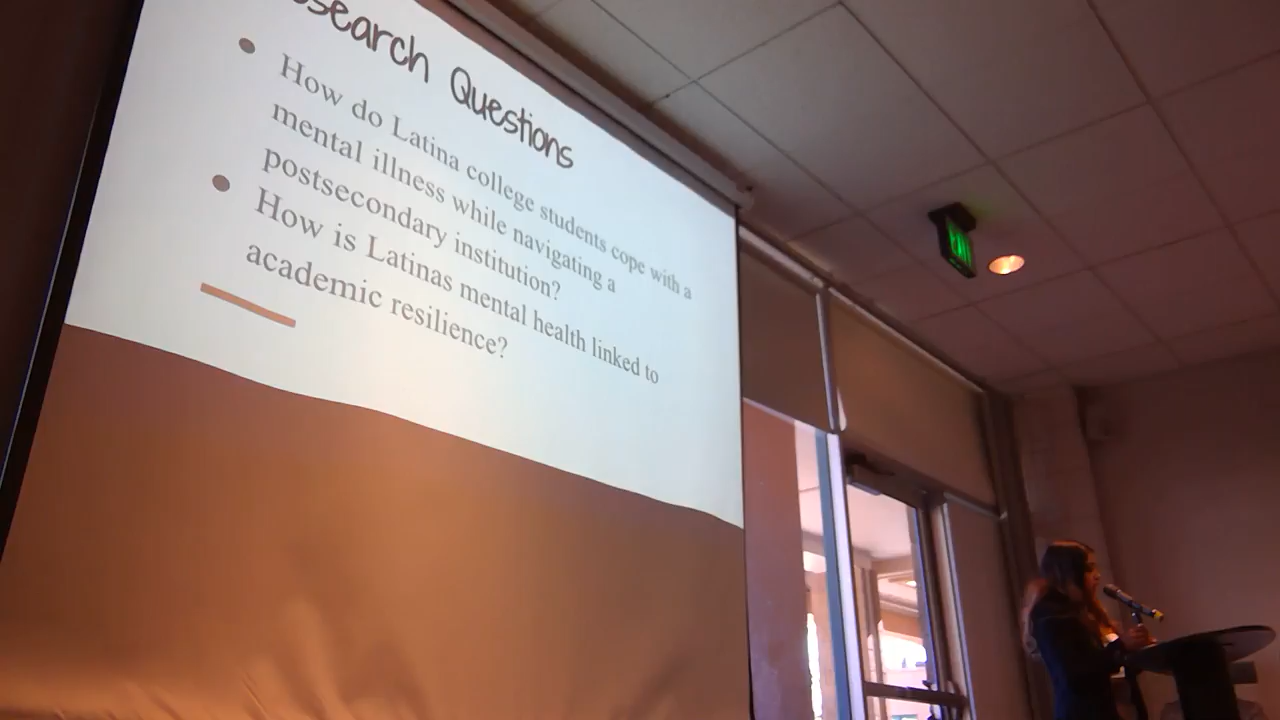 search Questions
How do Latina college students cope with a
mental illness while navigating a
postsecondary institution?
How is Latinas mental health linked to
academic resilience?